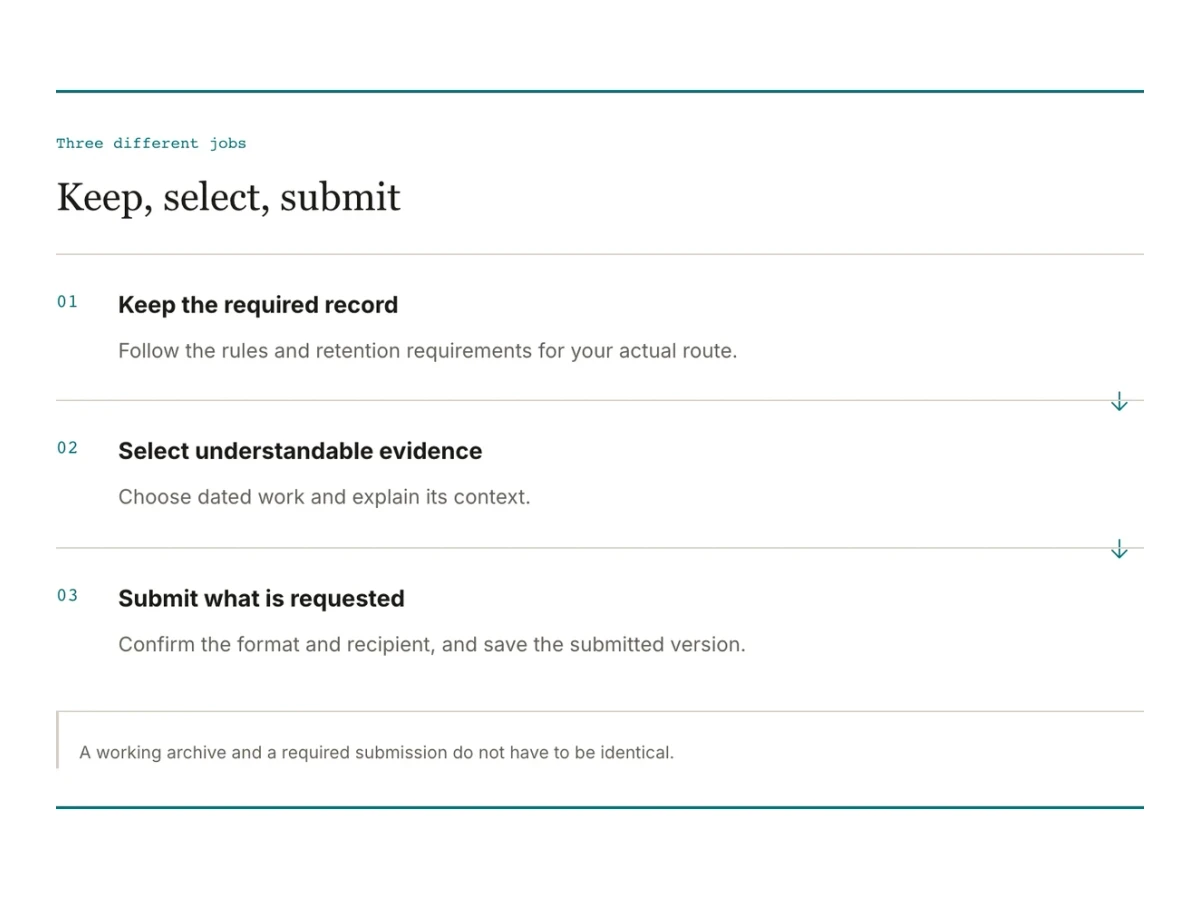 Three different jobs
Keep, select, submit
01
Keep the required record
Follow the rules and retention requirements for your actual route.
02
Select understandable evidence
Choose dated work and explain its context.
03
Submit what is requested
Confirm the format and recipient, and save the submitted version.
A working archive and a required submission do not have to be identical.